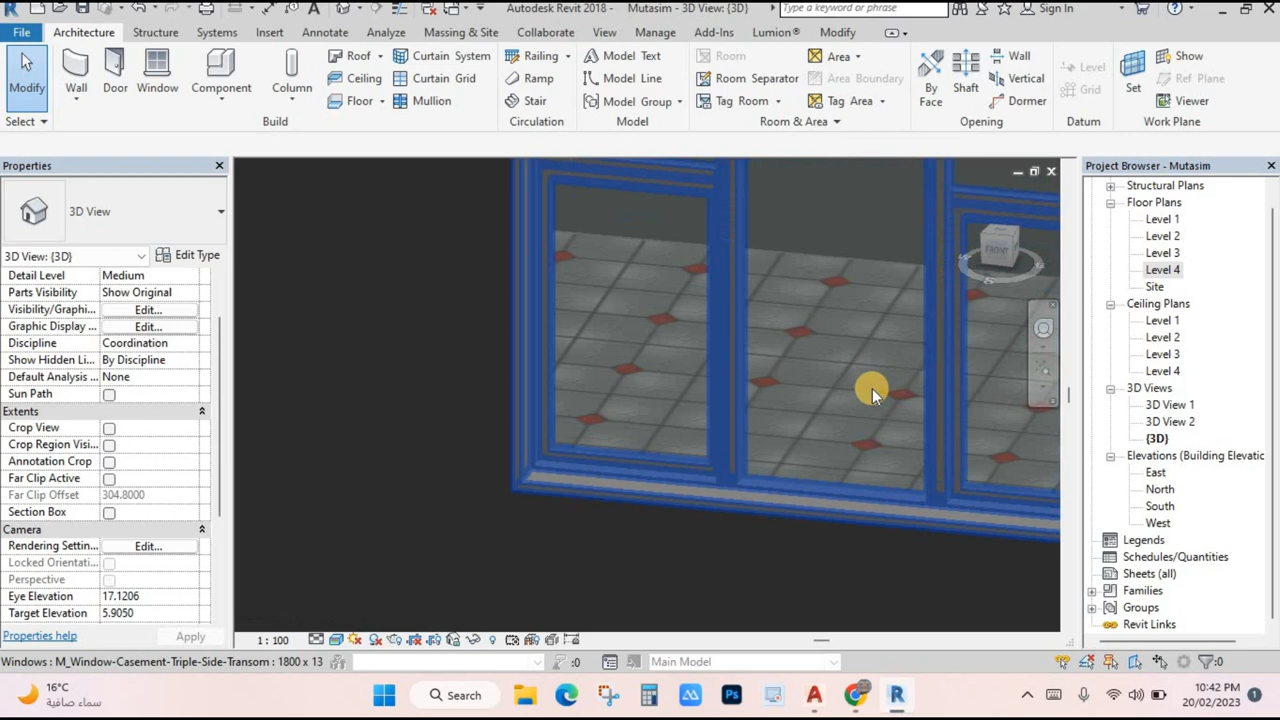 Autodesk Revit 2018 - Mutasim - 3D View: {3D}
Type a keyword or phrase
Sign In
File Architecture Structure Systems Insert Annotate Analyze Massing & Site Collaborate View Manage Add-Ins Lumion® Modify
Modify
Select
Wall
Door
Window
Component
Column
Roof
Ceiling
Floor
Curtain System
Curtain Grid
Mullion
Build
Railing
Ramp
Stair
Circulation
Model Text
Model Line
Model Group
Model
Room
Room Separator
Tag Room
Area
Area Boundary
Tag Area
Room & Area
By
Face
Shaft
Wall
Vertical
Dormer
Opening
Level
Grid
Datum
Set
Show
Ref Plane
Viewer
Work Plane
Properties
3D View
3D View: {3D}
Edit Type
Detail Level Medium
Parts Visibility Show Original
Visibility/Graphi... Edit...
Graphic Display ... Edit...
Discipline Coordination
Show Hidden Li... By Discipline
Default Analysis ... None
Sun Path
Extents
Crop View
Crop Region Visi...
Annotation Crop
Far Clip Active
Far Clip Offset 304.8000
Section Box
Camera
Rendering Settin... Edit...
Locked Orientati...
Perspective
Eye Elevation 17.1206
Target Elevation 5.9050
Properties help
Apply
FRONT
1 : 100
Project Browser - Mutasim
Structural Plans
Floor Plans
Level 1
Level 2
Level 3
Level 4
Site
Ceiling Plans
Level 1
Level 2
Level 3
Level 4
3D Views
3D View 1
3D View 2
{3D}
Elevations (Building Elevatic
East
North
South
West
Legends
Schedules/Quantities
Sheets (all)
Families
Groups
Revit Links
Windows : M_Window-Casement-Triple-Side-Transom : 1800 x 13
:0
Main Model
:0
16°C
سماء صافية
Search
10:42 PM
20/02/2023